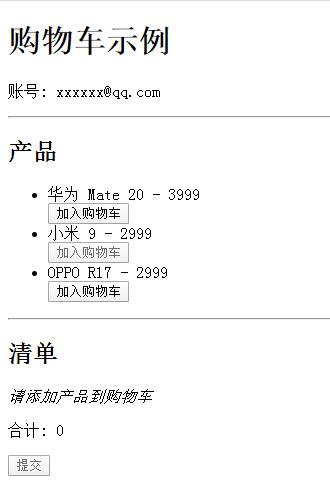 购物车示例
账号: xxxxxx@qq.com
产品
华为 Mate 20 - 3999
加入购物车
小米 9 - 2999
加入购物车
OPPO R17 - 2999
加入购物车
清单
请添加产品到购物车
合计: 0
提交